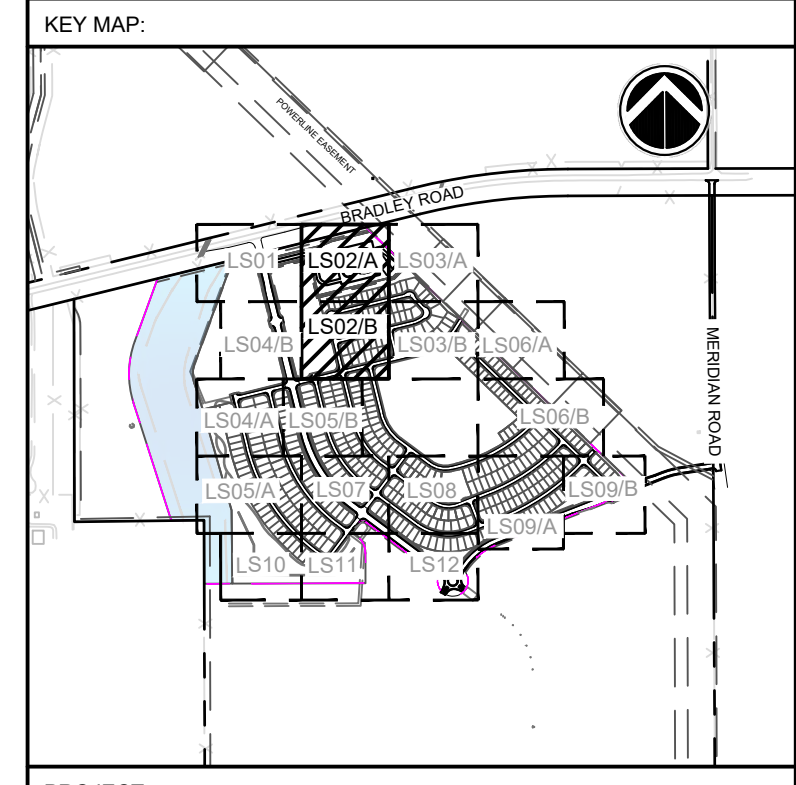 KEY MAP:
POWERLINE EASEMENT
BRADLEY ROAD
LS01
LS02/A
LS03/A
LS02/B
LS04/B
LS03/B
LS06/A
MERIDIAN ROAD
LS04/A
LS05/B
LS06/B
LS05/A
LS07
LS08
LS09/B
LS09/A
LS10
LS11
LS12